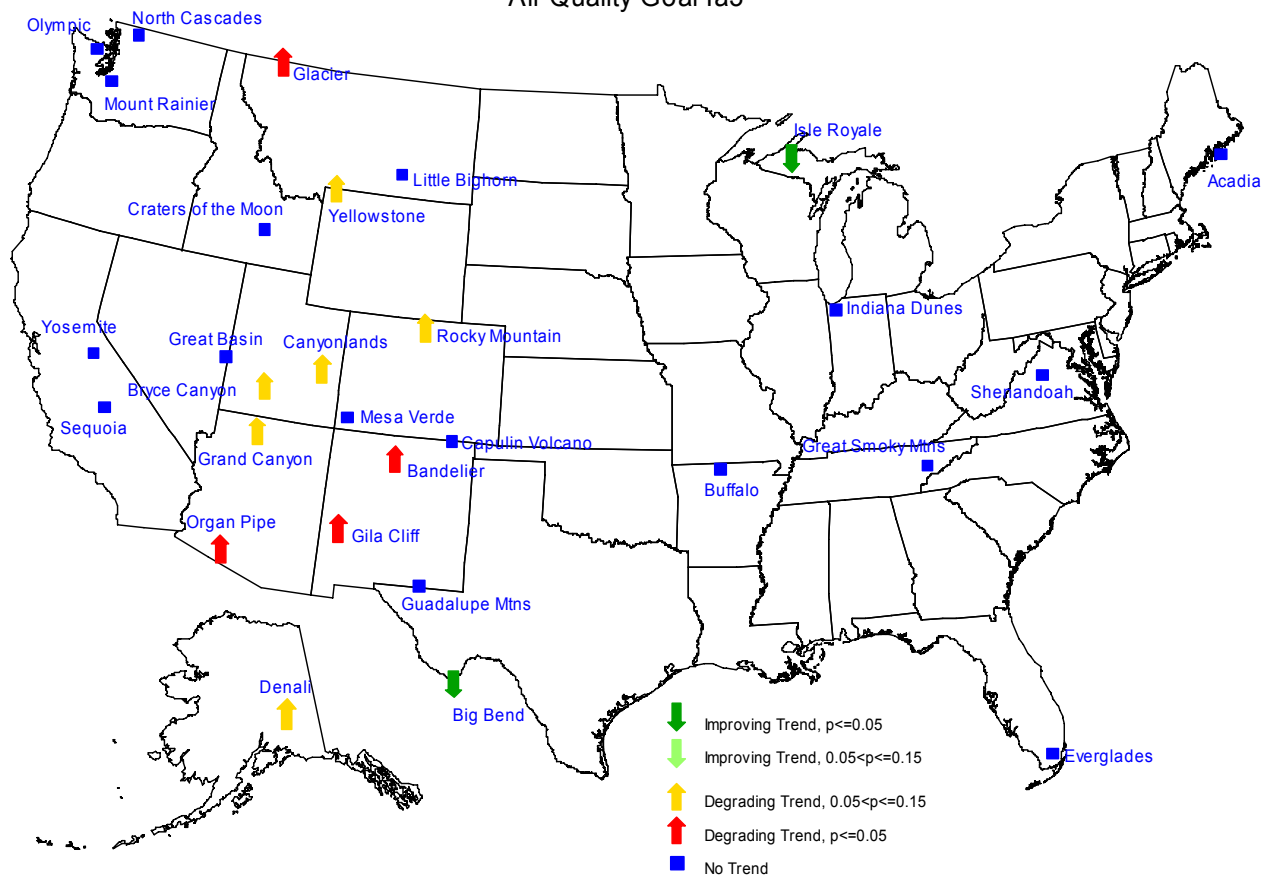 Air Quality Goal
Olympic
North Cascades
Glacier
Mount Rainier
Isle Royale
Little Bighorn
Acadia
Craters of the Moon
Yellowstone
Indiana Dunes
Yosemite
Great Basin
Canyonlands
Rocky Mountain
Bryce Canyon
Shenandoah
Sequoia
Mesa Verde
Grand Canyon
Capulin Volcano
Great Smoky Mtns
Bandelier
Buffalo
Organ Pipe
Gila Cliff
Guadalupe Mtns
Denali
Big Bend
Everglades
Improving Trend, p<=0.05
Improving Trend, 0.05<p<=0.15
Degrading Trend, 0.05<p<=0.15
Degrading Trend, p<=0.05
No Trend